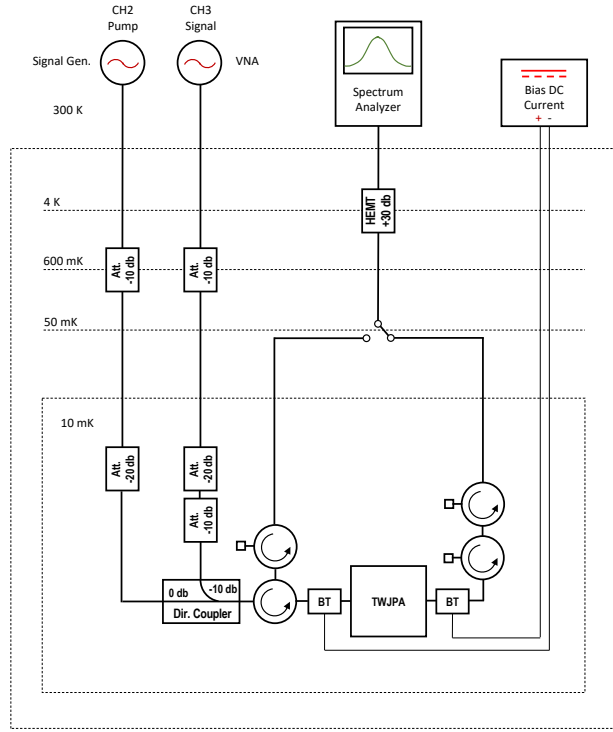 CH2
Pump
CH3
Signal
Signal Gen.
VNA
Spectrum
Analyzer
Bias DC
Current
+ -
300 K
4 K
HEMT
+30 db
600 mK
Att.
-10 db
Att.
-10 db
50 mK
10 mK
Att.
-20 db
Att.
-20 db
Att.
-10 db
0 db
-10 db
Dir. Coupler
BT
TWJPA
BT